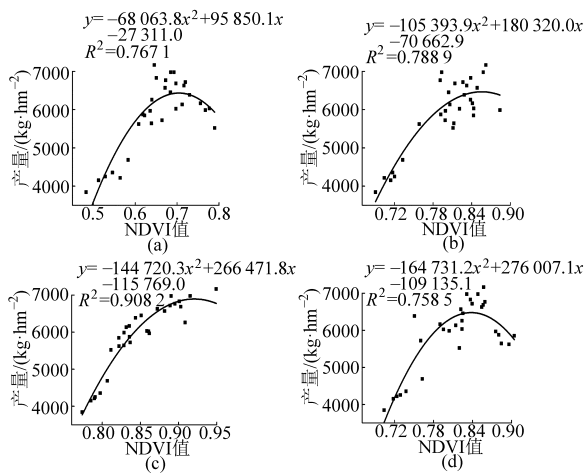 y=−68 063.8x²+95 850.1x
−27 311.0
R²=0.767 1
产量/(kg·hm⁻²)
7000
6000
5000
4000
0.5 0.6 0.7 0.8
NDVI值
(a)
y=−105 393.9x²+180 320.0x
−70 662.9
R²=0.788 9
产量/(kg·hm⁻²)
7000
6000
5000
4000
0.72 0.78 0.84 0.90
NDVI值
(b)
y=−144 720.3x²+266 471.8x
−115 769.0
R²=0.908 2
产量/(kg·hm⁻²)
7000
6000
5000
4000
0.80 0.85 0.90 0.95
NDVI值
(c)
y=−164 731.2x²+276 007.1x
−109 135.1
R²=0.758 5
产量/(kg·hm⁻²)
7000
6000
5000
4000
0.72 0.78 0.84 0.90
NDVI值
(d)